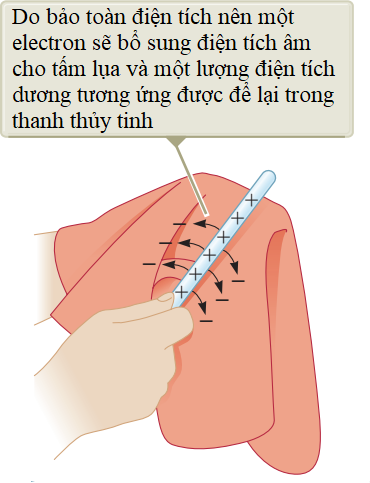 Do bảo toàn điện tích nên một
electron sẽ bổ sung điện tích âm
cho tấm lụa và một lượng điện tích
dương tương ứng được để lại trong
thanh thủy tinh